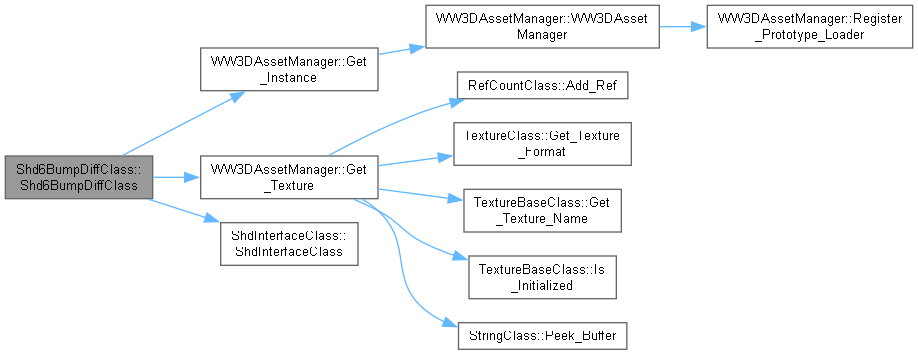 WW3DAssetManager::WW3DAsset
Manager
WW3DAssetManager::Register
_Prototype_Loader
WW3DAssetManager::Get
_Instance
RefCountClass::Add_Ref
TextureClass::Get_Texture
_Format
Shd6BumpDiffClass::
Shd6BumpDiffClass
WW3DAssetManager::Get
_Texture
TextureBaseClass::Get
_Texture_Name
ShdInterfaceClass::
ShdInterfaceClass
TextureBaseClass::Is
_Initialized
StringClass::Peek_Buffer